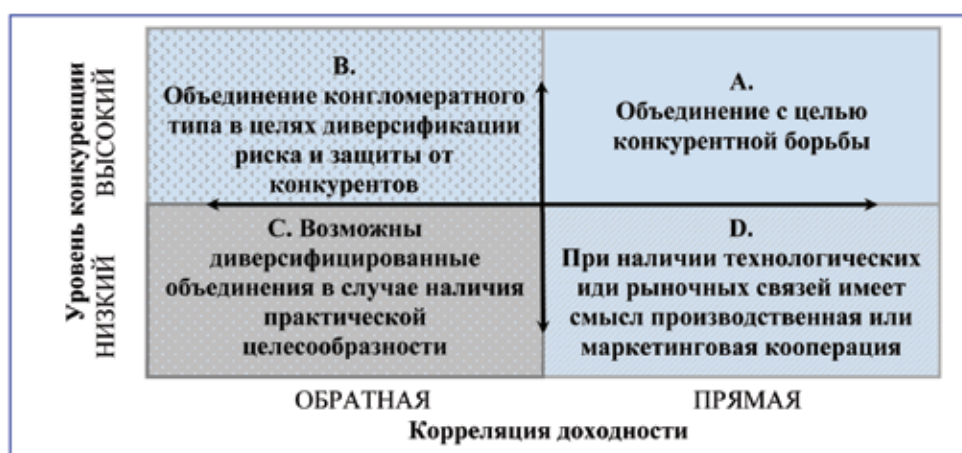 Уровень конкуренции
ВЫСОКИЙ
НИЗКИЙ
B.
Объединение конгломератного
типа в целях диверсификации
риска и защиты от
конкурентов
A.
Объединение с целью
конкурентной борьбы
C. Возможны
диверсифицированные
объединения в случае наличия
практической
целесообразности
D.
При наличии технологических
иди рыночных связей имеет
смысл производственная или
маркетинговая кооперация
ОБРАТНАЯ
ПРЯМАЯ
Корреляция доходности